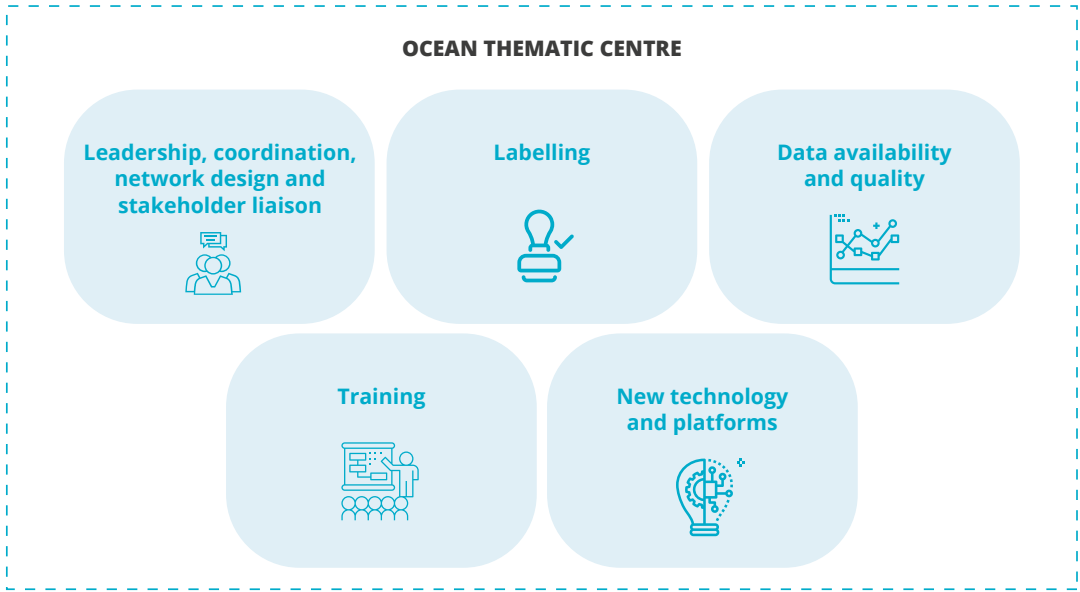 OCEAN THEMATIC CENTRE
Leadership, coordination,
network design and
stakeholder liaison
Labelling
Data availability
and quality
Training
New technology
and platforms